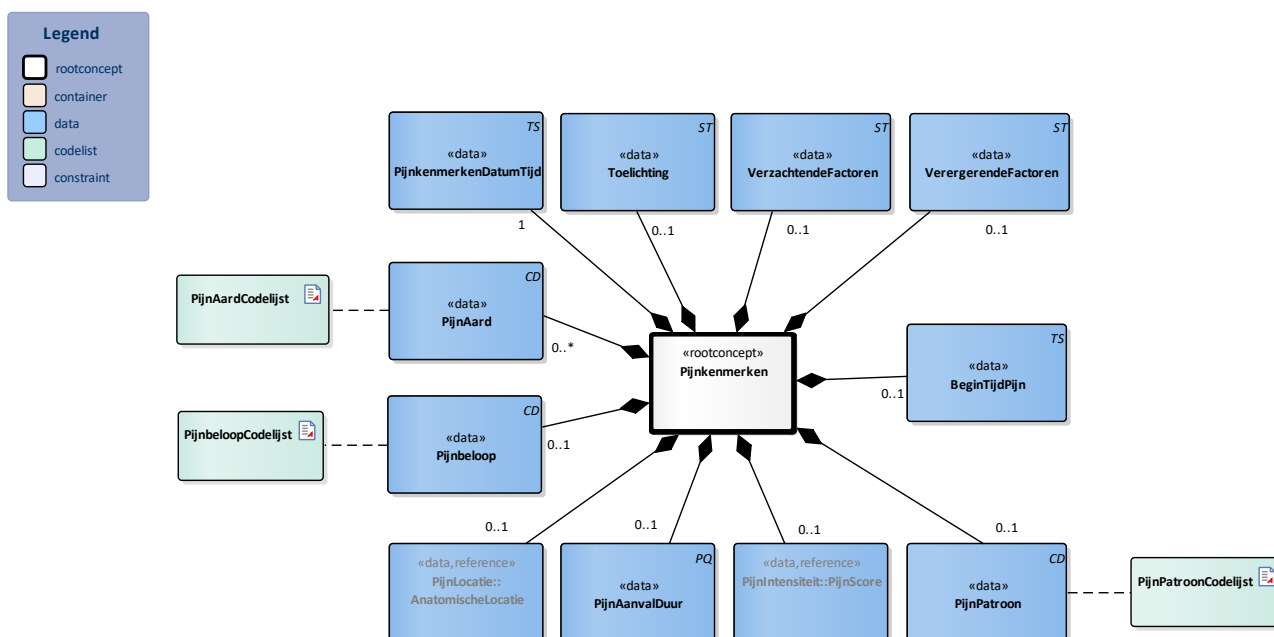 Legend
rootconcept
container
data
codelist
constraint
TS
«data»
PijnkenmerkenDatumTijd
ST
«data»
Toelichting
ST
«data»
VerzachtendeFactoren
ST
«data»
VerergerendeFactoren
1
0..1
0..1
0..1
PijnAardCodelijst
CD
«data»
PijnAard
0..*
«rootconcept»
Pijnkenmerken
TS
«data»
BeginTijdPijn
0..1
PijnbeloopCodelijst
CD
«data»
Pijnbeloop
0..1
0..1
0..1
0..1
0..1
«data,reference»
PijnLocatie::
AnatomischeLocatie
PQ
«data»
PijnAanvalDuur
«data,reference»
PijnIntensiteit::PijnScore
CD
«data»
PijnPatroon
PijnPatroonCodelijst